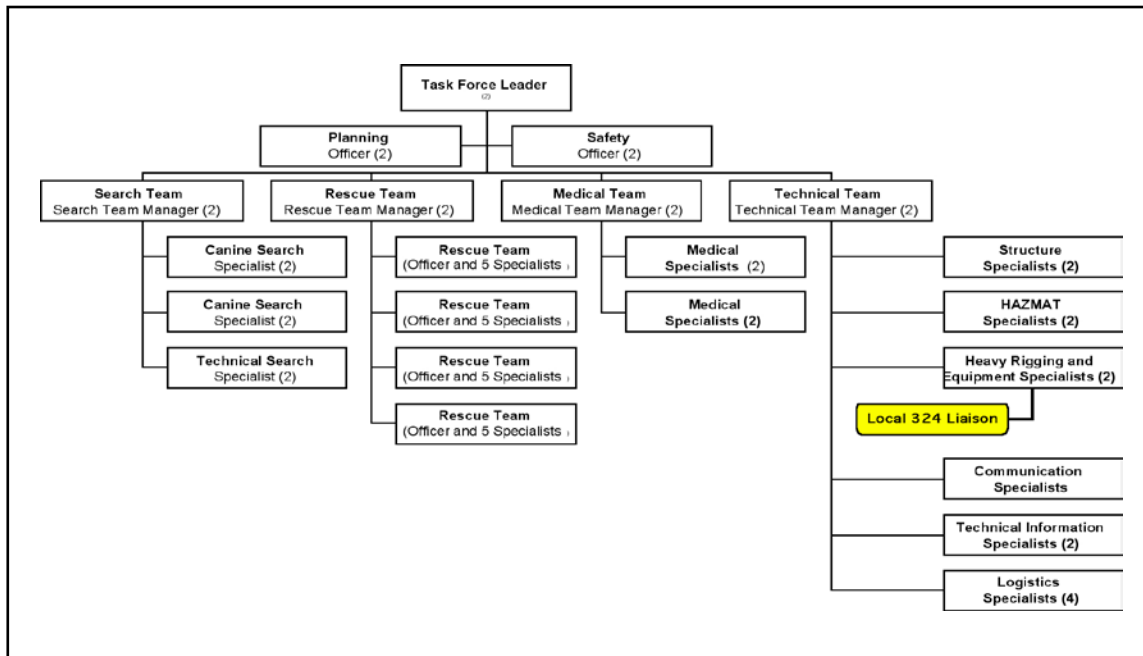 Task Force Leader
(2)
Planning
Officer (2)
Safety
Officer (2)
Search Team
Search Team Manager (2)
Rescue Team
Rescue Team Manager (2)
Medical Team
Medical Team Manager (2)
Technical Team
Technical Team Manager (2)
Canine Search
Specialist (2)
Canine Search
Specialist (2)
Technical Search
Specialist (2)
Rescue Team
(Officer and 5 Specialists )
Rescue Team
(Officer and 5 Specialists )
Rescue Team
(Officer and 5 Specialists )
Rescue Team
(Officer and 5 Specialists )
Medical
Specialists (2)
Medical
Specialists (2)
Structure
Specialists (2)
HAZMAT
Specialists (2)
Heavy Rigging and
Equipment Specialists (2)
Local 324 Liaison
Communication
Specialists
Technical Information
Specialists (2)
Logistics
Specialists (4)